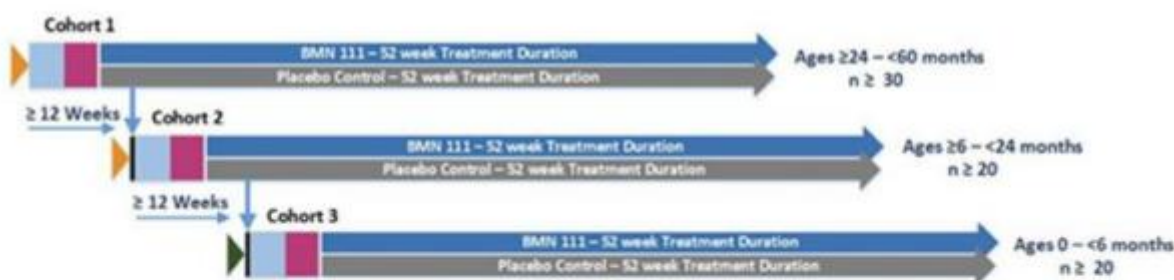 Cohort 1
BMN 111 – 52 week Treatment Duration
Placebo Control – 52 week Treatment Duration
Ages ≥24 – <60 months
n ≥ 30
≥ 12 Weeks
Cohort 2
BMN 111 – 52 week Treatment Duration
Placebo Control – 52 week Treatment Duration
Ages ≥6 – <24 months
n ≥ 20
≥ 12 Weeks
Cohort 3
BMN 111 – 52 week Treatment Duration
Placebo Control – 52 week Treatment Duration
Ages 0 – <6 months
n ≥ 20